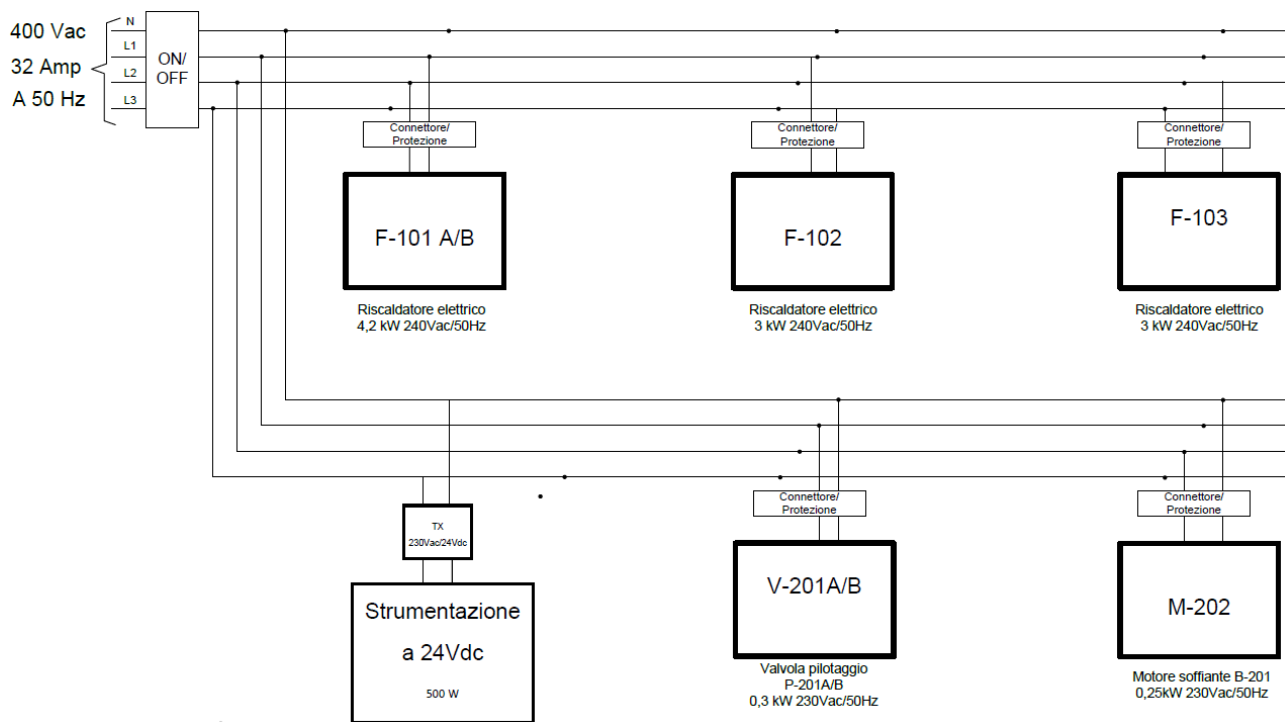 400 Vac
32 Amp
A 50 Hz
N
L1
L2
L3
ON/
OFF
Connettore/
Protezione
Connettore/
Protezione
Connettore/
Protezione
F-101 A/B
F-102
F-103
Riscaldatore elettrico
4,2 kW 240Vac/50Hz
Riscaldatore elettrico
3 kW 240Vac/50Hz
Riscaldatore elettrico
3 kW 240Vac/50Hz
TX
230Vac/24Vdc
Connettore/
Protezione
Connettore/
Protezione
Strumentazione
a 24Vdc
500 W
V-201A/B
M-202
Valvola pilotaggio
P-201A/B
0,3 kW 230Vac/50Hz
Motore soffiante B-201
0,25kW 230Vac/50Hz